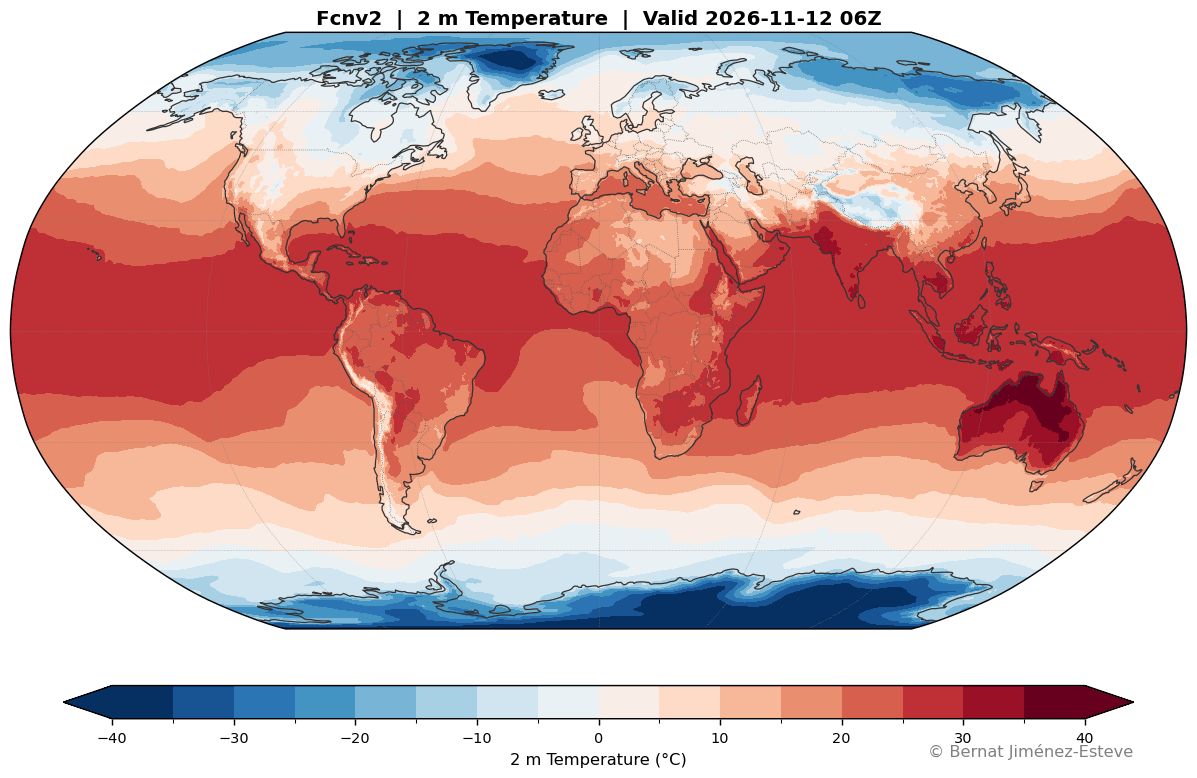 Fcnv2 | 2 m Temperature | Valid 2026-11-12 06Z
−40 −30 −20 −10 0 10 20 30 40
2 m Temperature (°C)
© Bernat Jiménez-Esteve